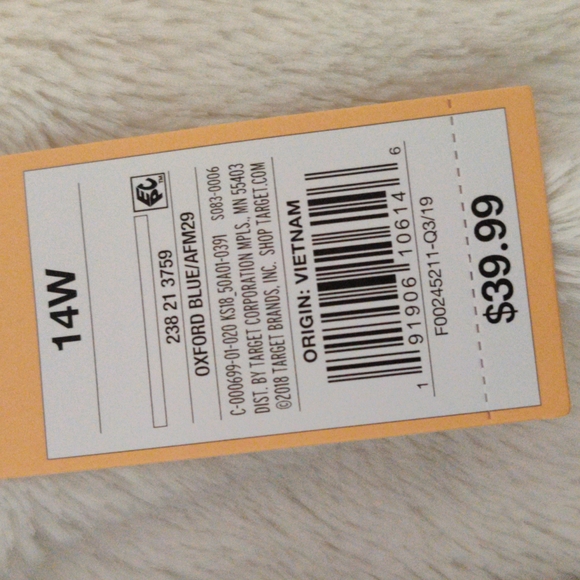 14W
EPC™
238 21 3759
OXFORD BLUE/AFM29
C-000699-01-020 KS18_50A01-0391 S083-0006
DIST. BY TARGET CORPORATION MPLS., MN 55403
©2018 TARGET BRANDS, INC. SHOP TARGET.COM
ORIGIN: VIETNAM
1 91906 10614 6
F00245211-Q3/19
$39.99